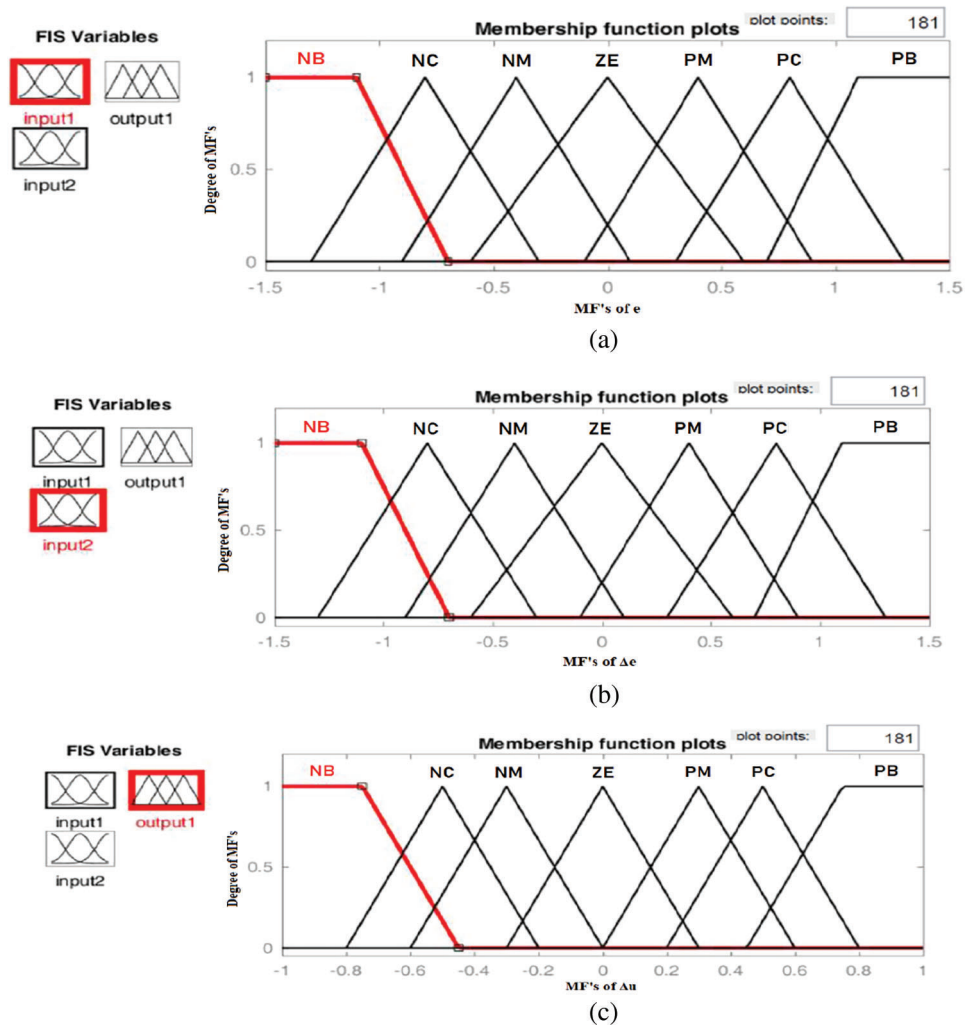 plot points: 181
FIS Variables
Membership function plots
NB NC NM ZE PM PC PB
input1 output1
input2
Degree of MF's
1
0.5
0
-1.5 -1 -0.5 0 0.5 1 1.5
MF's of e
(a)
plot points: 181
FIS Variables
Membership function plots
NB NC NM ZE PM PC PB
input1 output1
input2
Degree of MF's
1
0.5
0
-1.5 -1 -0.5 0 0.5 1 1.5
MF's of Δe
(b)
plot points: 181
FIS Variables
Membership function plots
NB NC NM ZE PM PC PB
input1 output1
input2
Degree of MF's
1
0.5
0
-1 -0.8 -0.6 -0.4 -0.2 0 0.2 0.4 0.6 0.8 1
MF's of Δu
(c)